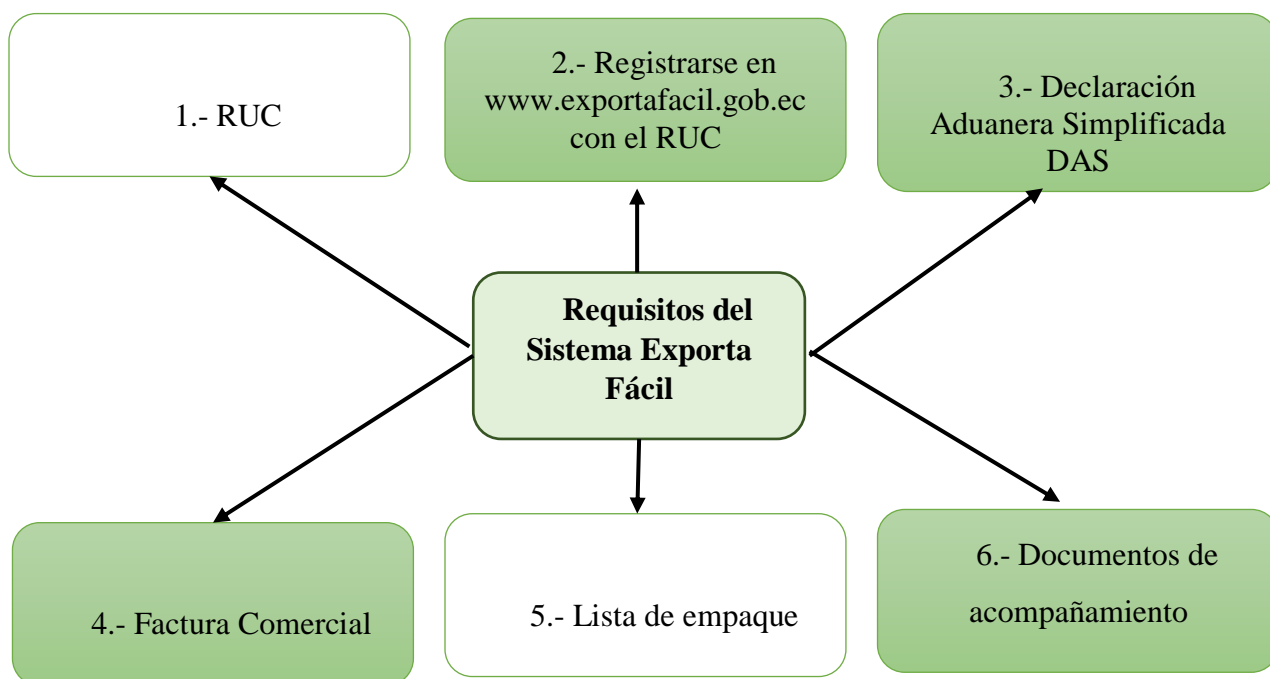 1.- RUC
2.- Registrarse en
www.exportafacil.gob.ec
con el RUC
3.- Declaración
Aduanera Simplificada
DAS
Requisitos del
Sistema Exporta
Fácil
4.- Factura Comercial
5.- Lista de empaque
6.- Documentos de
acompañamiento